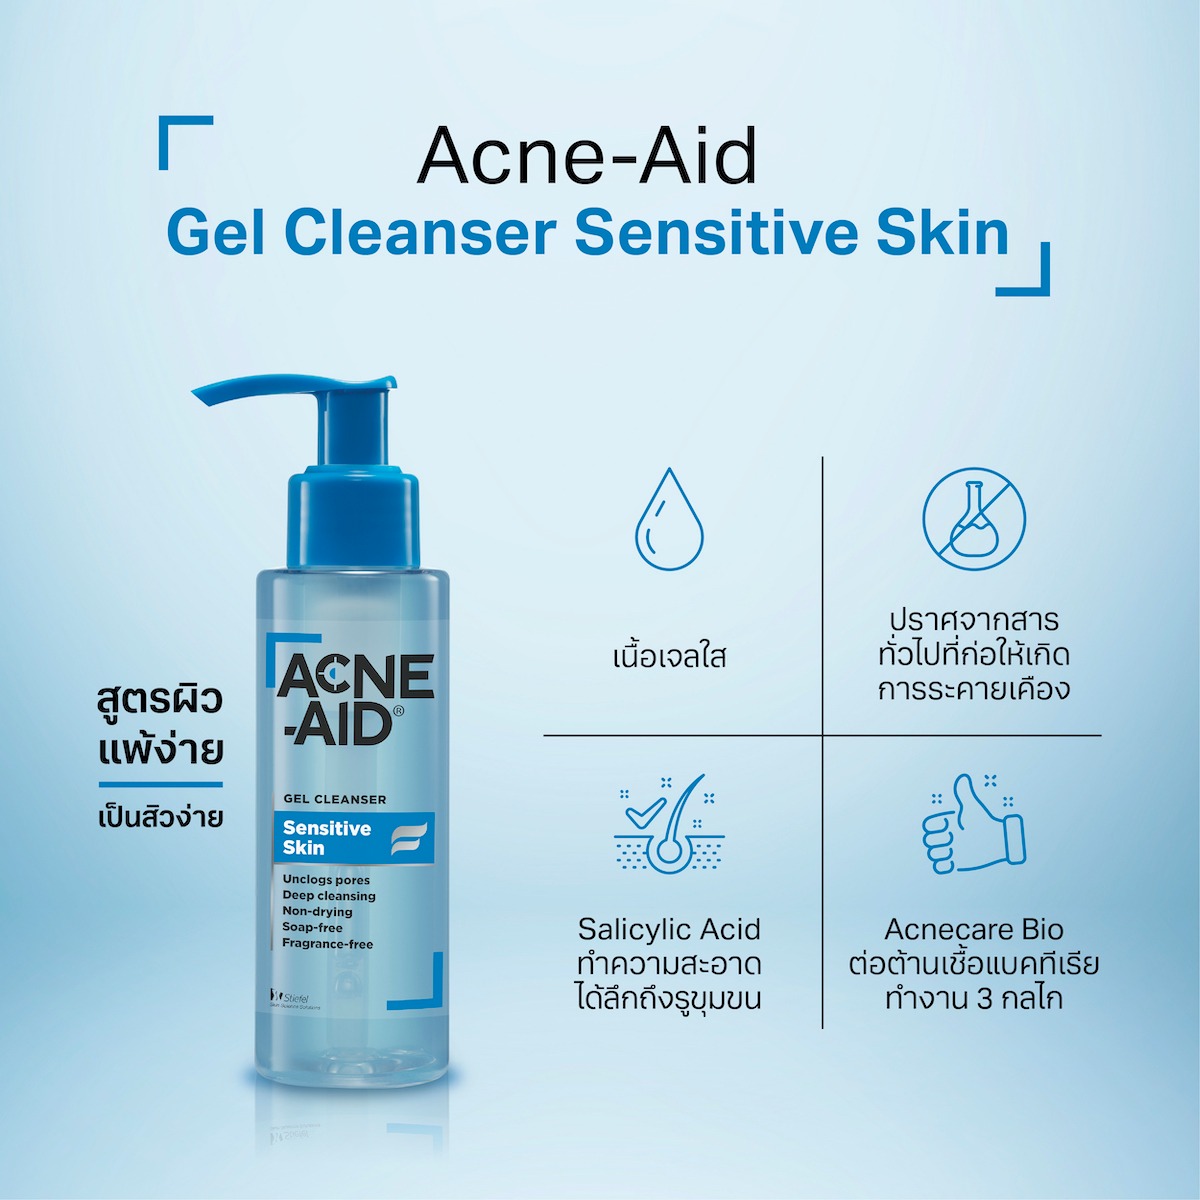 Acne-Aid
Gel Cleanser Sensitive Skin
สูตรผิว
แพ้ง่าย
เป็นสิวง่าย
ACNE
-AID®
GEL CLEANSER
Sensitive
Skin
Unclogs pores
Deep cleansing
Non-drying
Soap-free
Fragrance-free
Stiefel
เนื้อเจลใส
ปราศจากสาร
ทั่วไปที่ก่อให้เกิด
การระคายเคือง
Salicylic Acid
ทำความสะอาด
ได้ลึกถึงรูขุมขน
Acnecare Bio
ต่อต้านเชื้อแบคทีเรีย
ทำงาน 3 กลไก